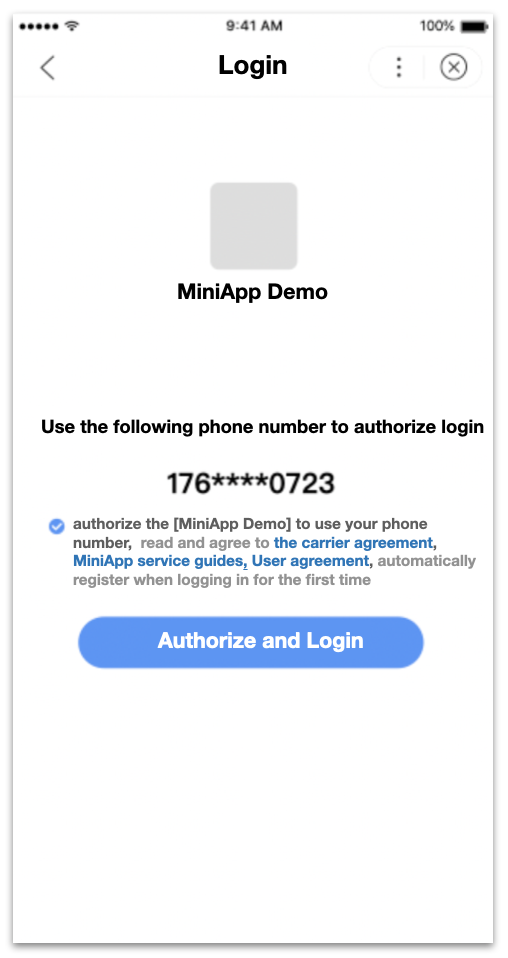 9:41 AM
100%
Login
MiniApp Demo
Use the following phone number to authorize login
176****0723
authorize the [MiniApp Demo] to use your phone
number, read and agree to the carrier agreement,
MiniApp service guides, User agreement, automatically
register when logging in for the first time
Authorize and Login